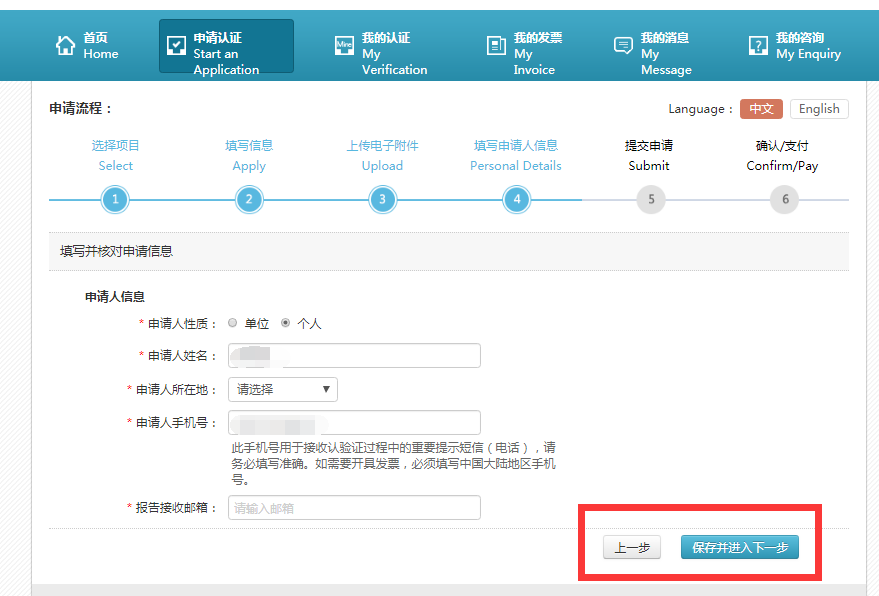 首页
Home
申请认证
Start an
Application
Mine
我的认证
My
Verification
我的发票
My
Invoice
我的消息
My
Message
?
我的咨询
My Enquiry
申请流程：
Language： 中文 English
选择项目
Select
填写信息
Apply
上传电子附件
Upload
填写申请人信息
Personal Details
提交申请
Submit
确认/支付
Confirm/Pay
1 2 3 4 5 6
填写并核对申请信息
申请人信息
* 申请人性质： 单位 个人
* 申请人姓名：
* 申请人所在地： 请选择 ▼
* 申请人手机号：
此手机号用于接收认验证过程中的重要提示短信（电话），请
务必填写准确。如需要开具发票，必须填写中国大陆地区手机
号。
* 报告接收邮箱： 请输入邮箱
上一步 保存并进入下一步